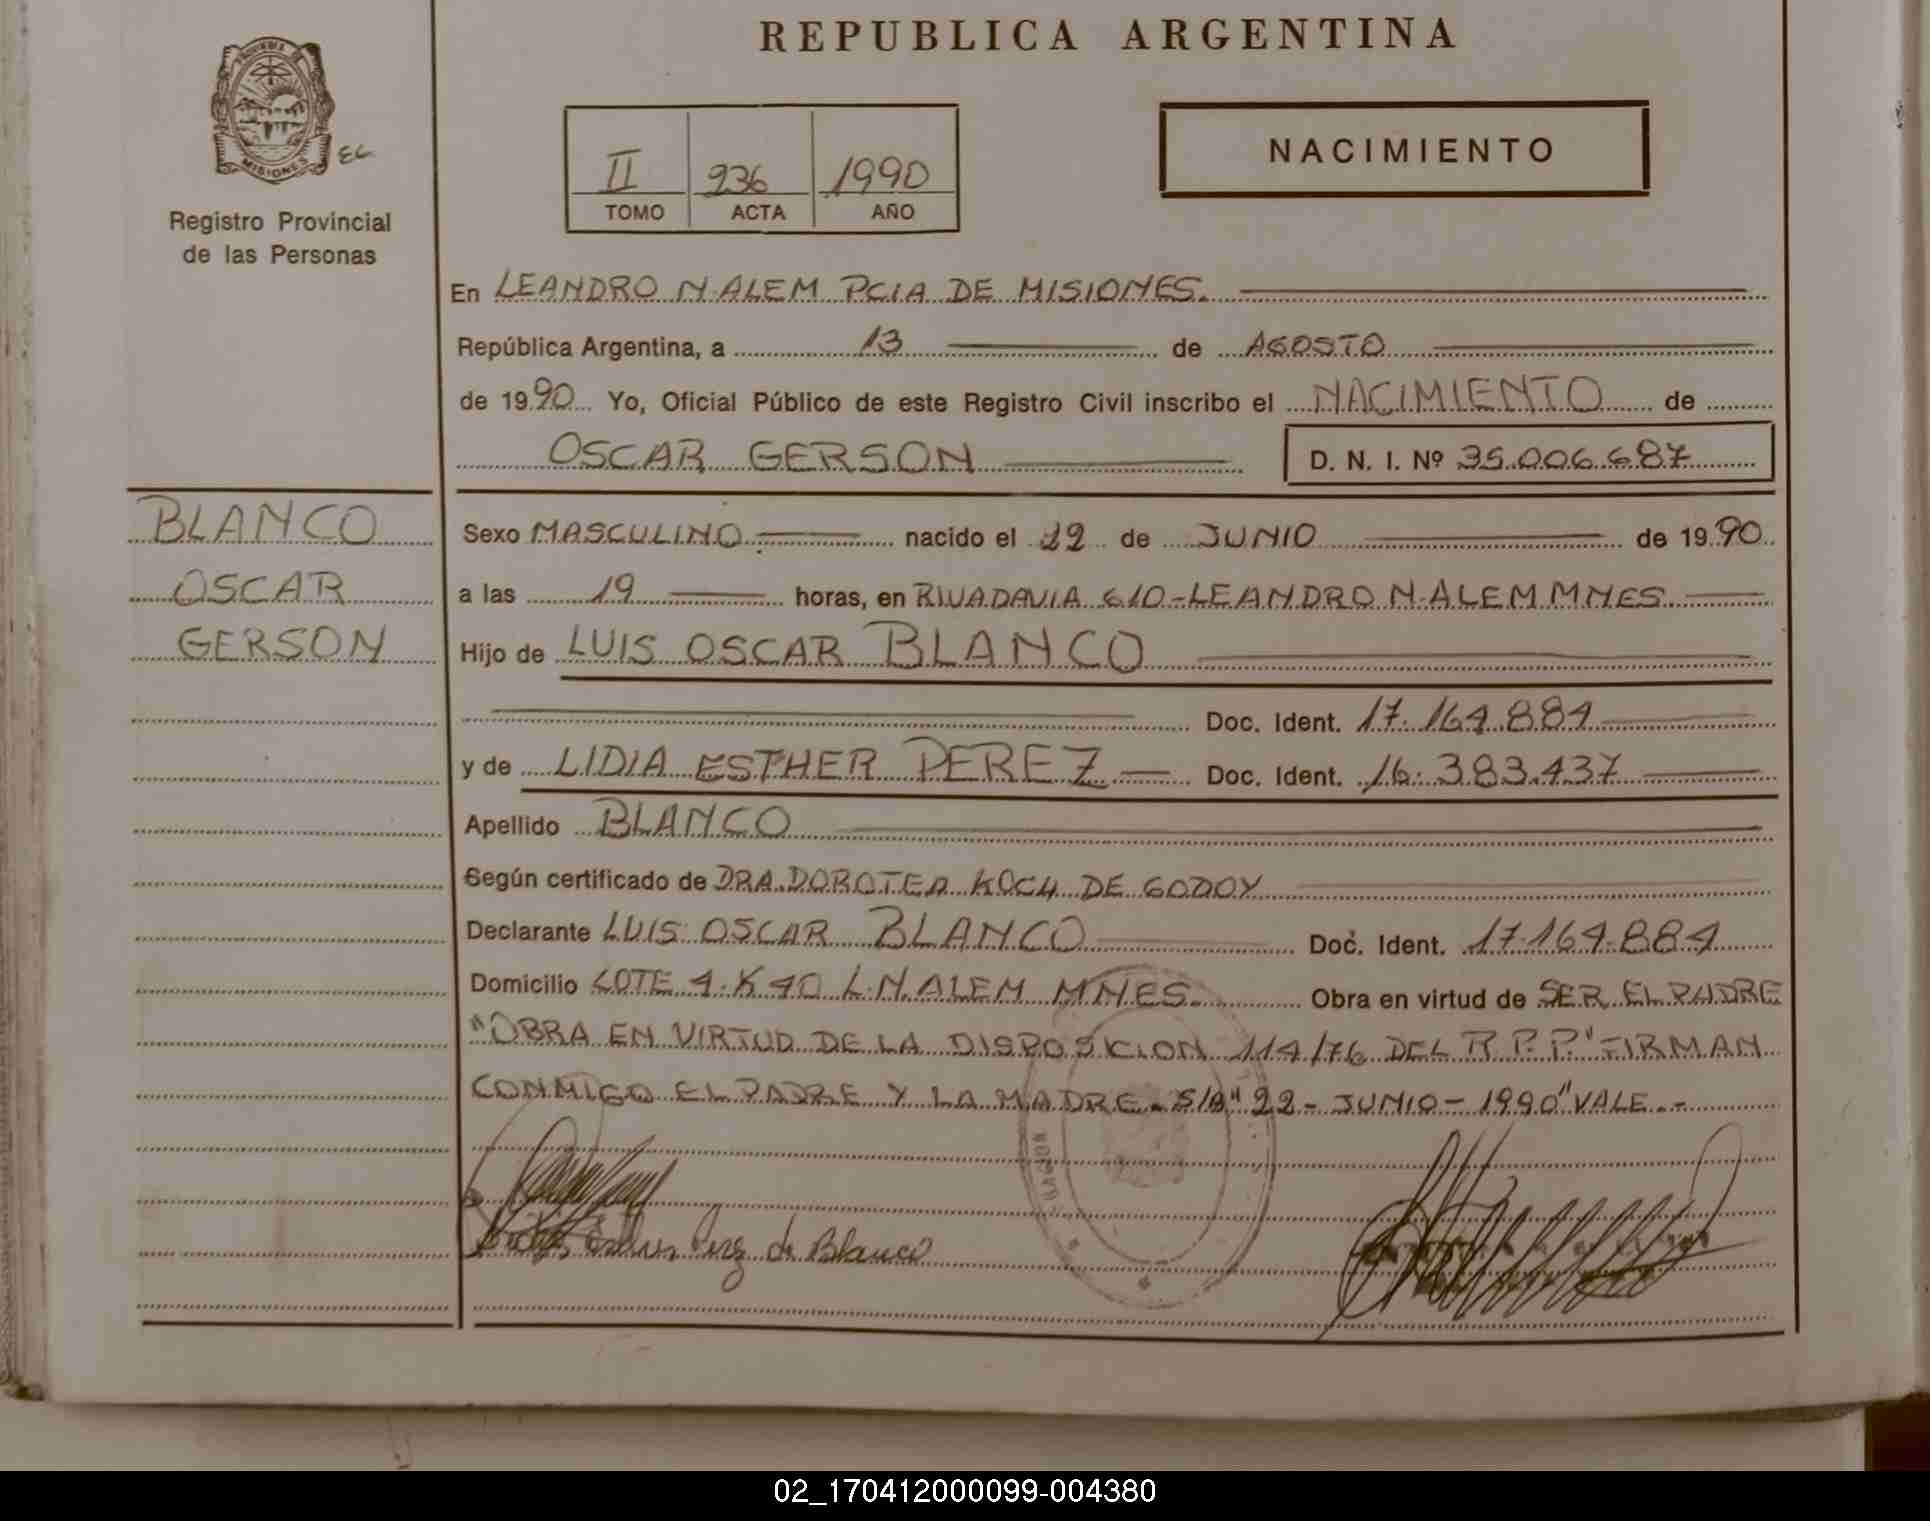 REPUBLICA ARGENTINA
PROVINCIA DE
MISIONES
EC
Registro Provincial
de las Personas
II 236 1990
TOMO ACTA AÑO
NACIMIENTO
En LEANDRO N. ALEM PCIA DE MISIONES.
República Argentina, a 13 de AGOSTO
de 1990 Yo, Oficial Público de este Registro Civil inscribo el NACIMIENTO de
OSCAR GERSON D. N. I. Nº 35.006.687
BLANCO
OSCAR
GERSON
Sexo MASCULINO nacido el 22 de JUNIO de 1990
a las 19 horas, en RIVADAVIA 610-LEANDRO N. ALEM MNES
Hijo de LUIS OSCAR BLANCO
Doc. Ident. 17.164.884
y de LIDIA ESTHER PEREZ Doc. Ident. 16.383.437
Apellido BLANCO
Según certificado de DRA. DOROTEA KOCH DE GODOY
Declarante LUIS OSCAR BLANCO Doc. Ident. 17.164.884
Domicilio LOTE 4. K 40 L.N. ALEM MNES. Obra en virtud de SER EL PADRE
"OBRA EN VIRTUD DE LA DISPOSICION 114/76 DEL R.P.P" FIRMAN
CONMIGO EL PADRE Y LA MADRE. S/B "22 - JUNIO - 1990" VALE.-
de Blanco
02_170412000099-004380